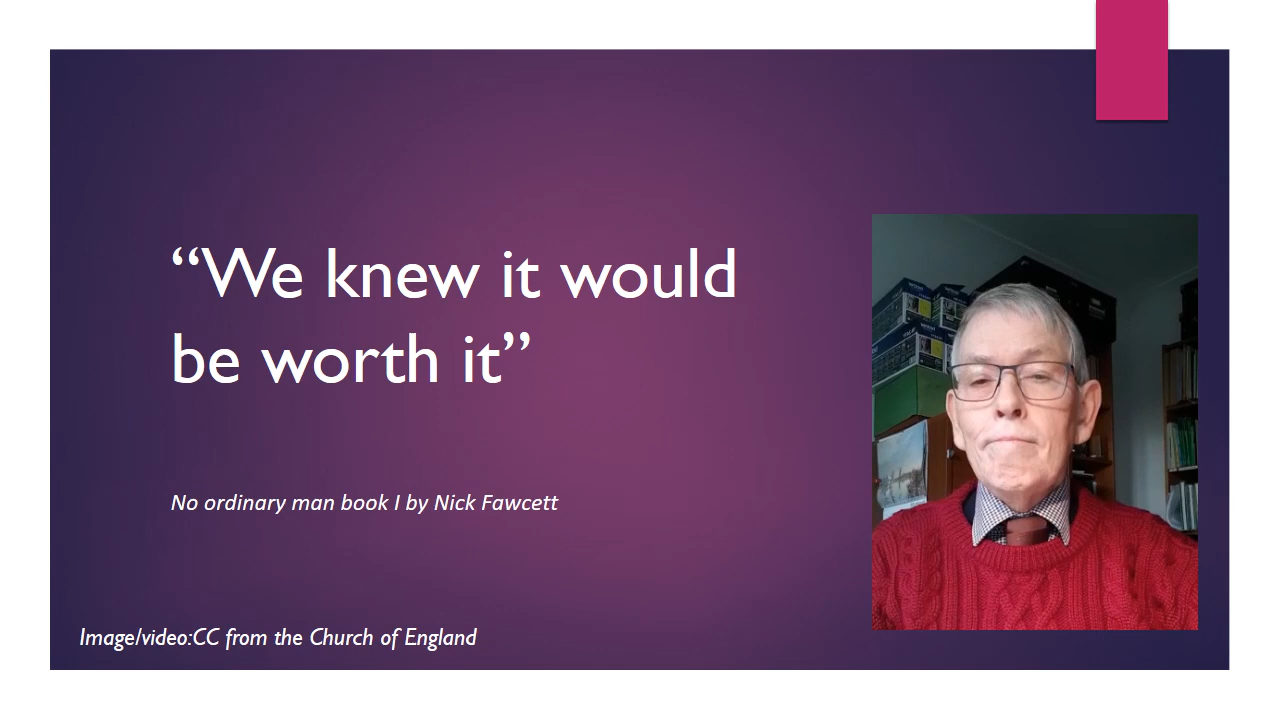 “We knew it would
be worth it”
No ordinary man book I by Nick Fawcett
Image/video:CC from the Church of England